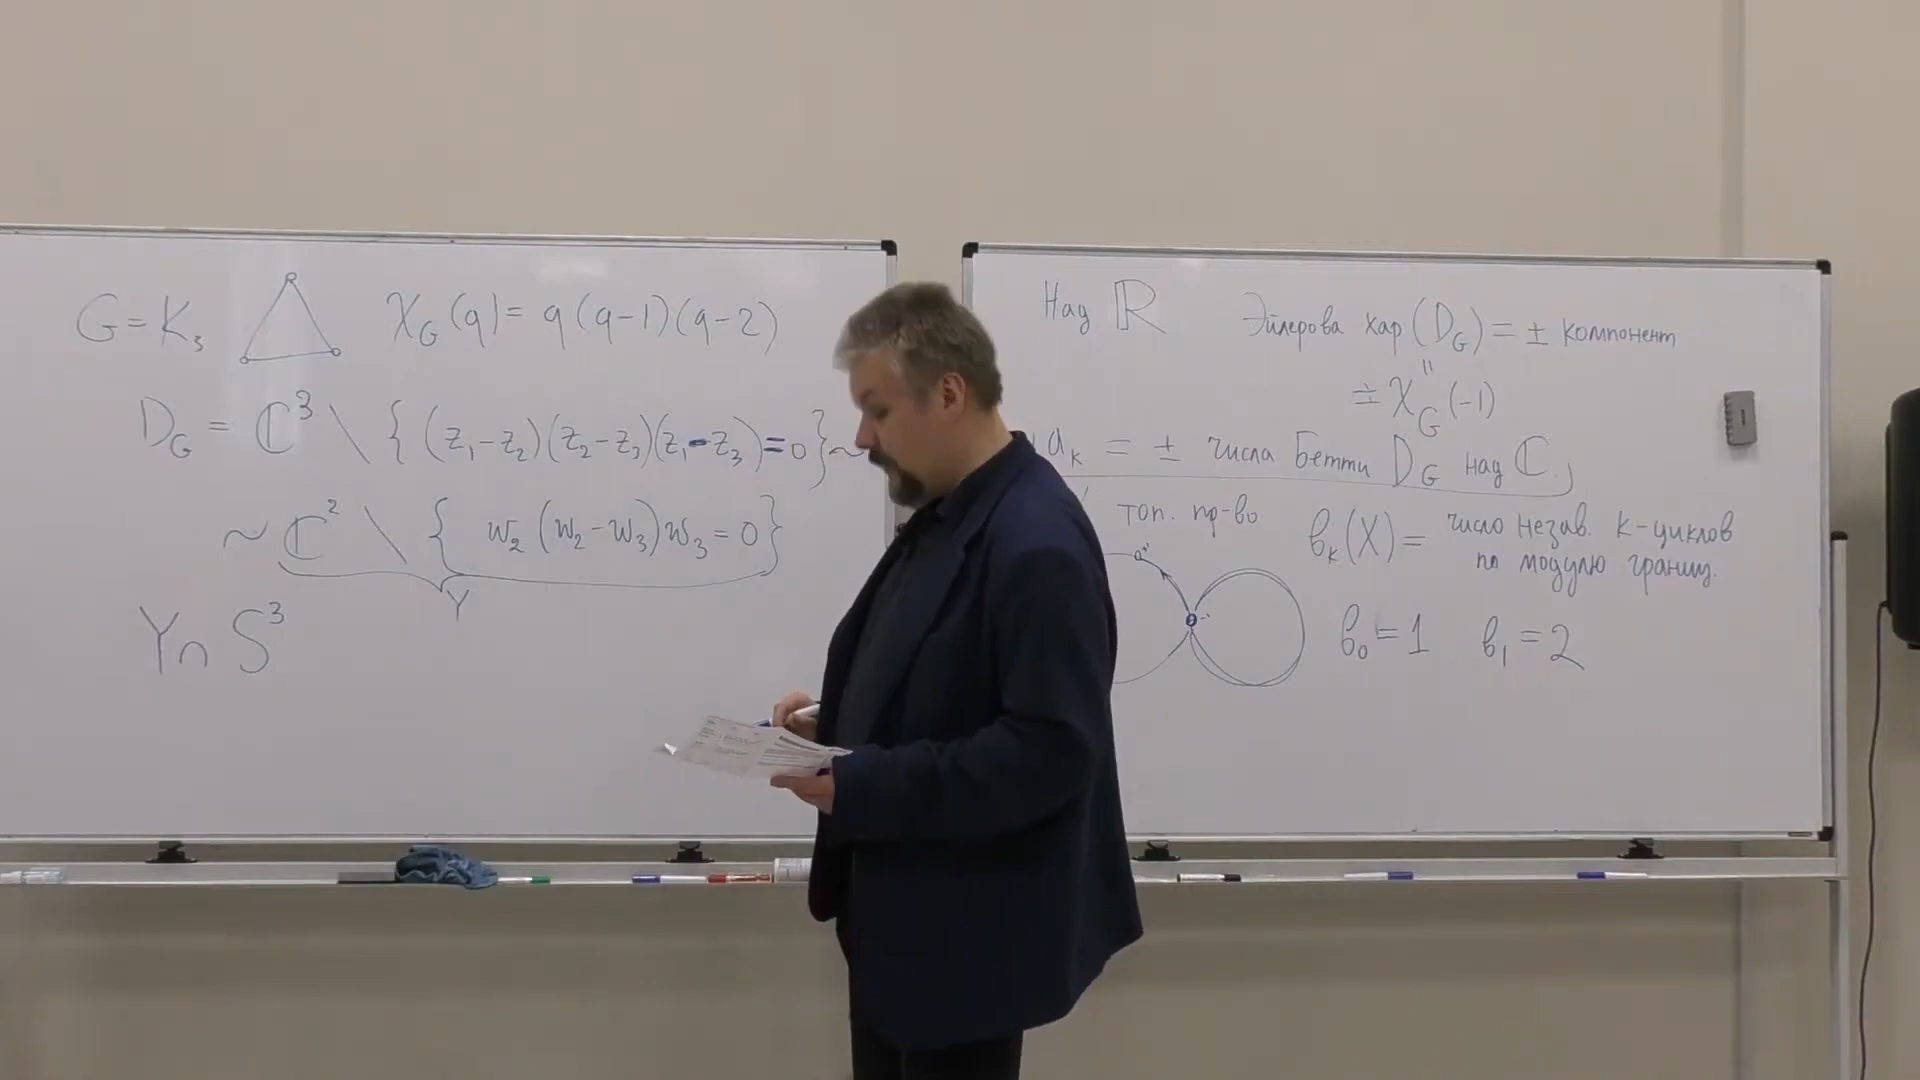 G = K₃ χ_G(q) = q(q-1)(q-2)
D_G = ℂ³ \ { (z₁-z₂)(z₂-z₃)(z₁-z₃)=0 } ~
~ ℂ² \ { w₂ (w₂-w₃) w₃ = 0 }
Y
Y ∩ S³
Над ℝ Эйлерова хар (D_G) = ± компонент
"
= ± χ_G(-1)
a_k = ± числа Бетти D_G над ℂ.
топ. пр-во b_k(X) = число незав. k-циклов
по модулю границ.
b₀ = 1 b₁ = 2